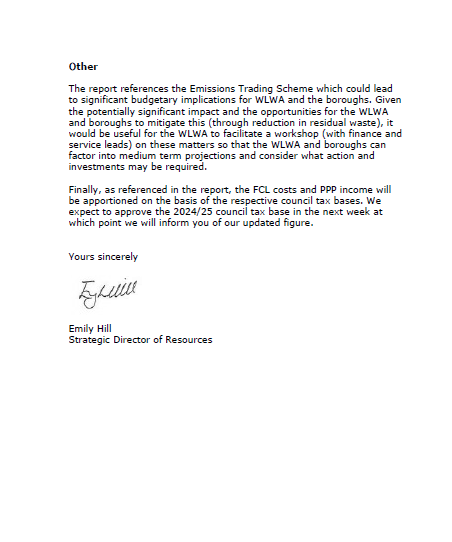 Other
The report references the Emissions Trading Scheme which could lead
to significant budgetary implications for WLWA and the boroughs. Given
the potentially significant impact and the opportunities for the WLWA
and boroughs to mitigate this (through reduction in residual waste), it
would be useful for the WLWA to facilitate a workshop (with finance and
service leads) on these matters so that the WLWA and boroughs can
factor into medium term projections and consider what action and
investments may be required.
Finally, as referenced in the report, the FCL costs and PPP income will
be apportioned on the basis of the respective council tax bases. We
expect to approve the 2024/25 council tax base in the next week at
which point we will inform you of our updated figure.
Yours sincerely
Emily Hill
Strategic Director of Resources